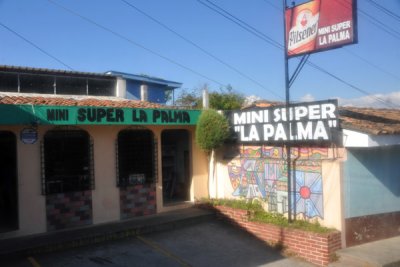 Pilsener
MINI SUPER
LA PALMA
MINI SUPER LA PALMA
MINI SUPER
"LA PALMA"